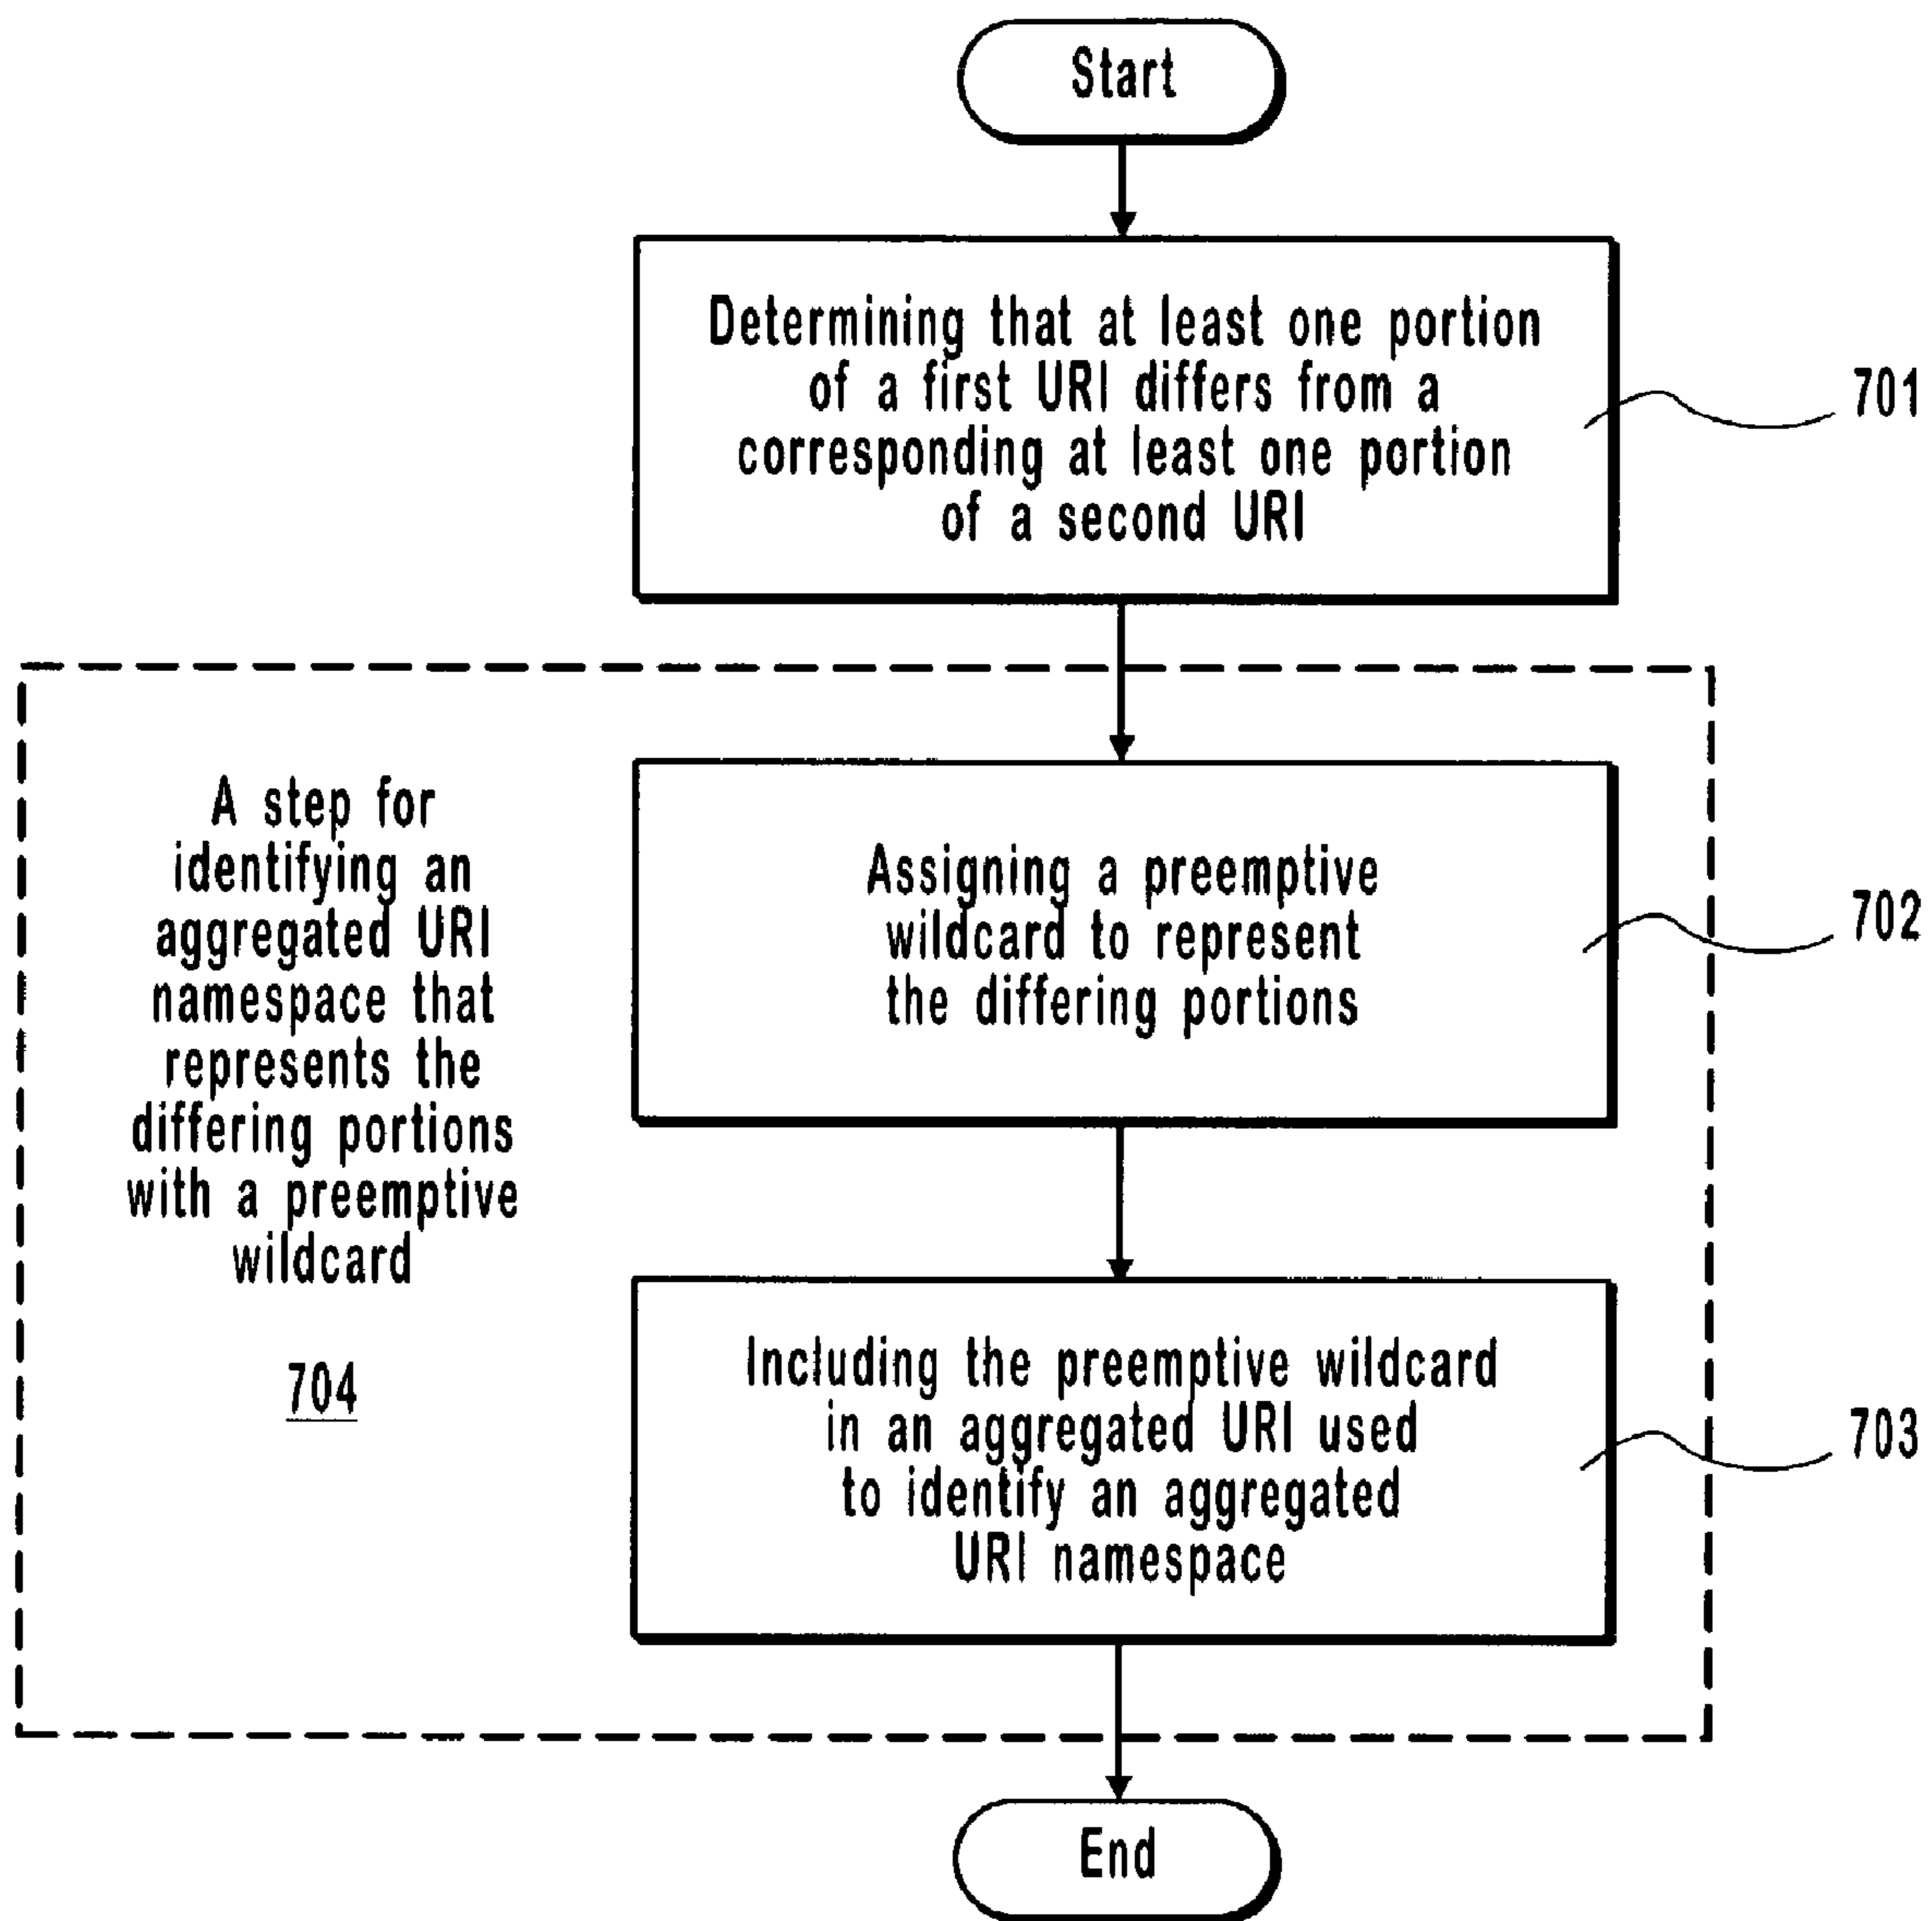 Start
Determining that at least one portion
of a first URI differs from a
corresponding at least one portion
of a second URI
701
A step for
identifying an
aggregated URI
namespace that
represents the
differing portions
with a preemptive
wildcard
704
Assigning a preemptive
wildcard to represent
the differing portions
702
Including the preemptive wildcard
in an aggregated URI used
to identify an aggregated
URI namespace
703
End